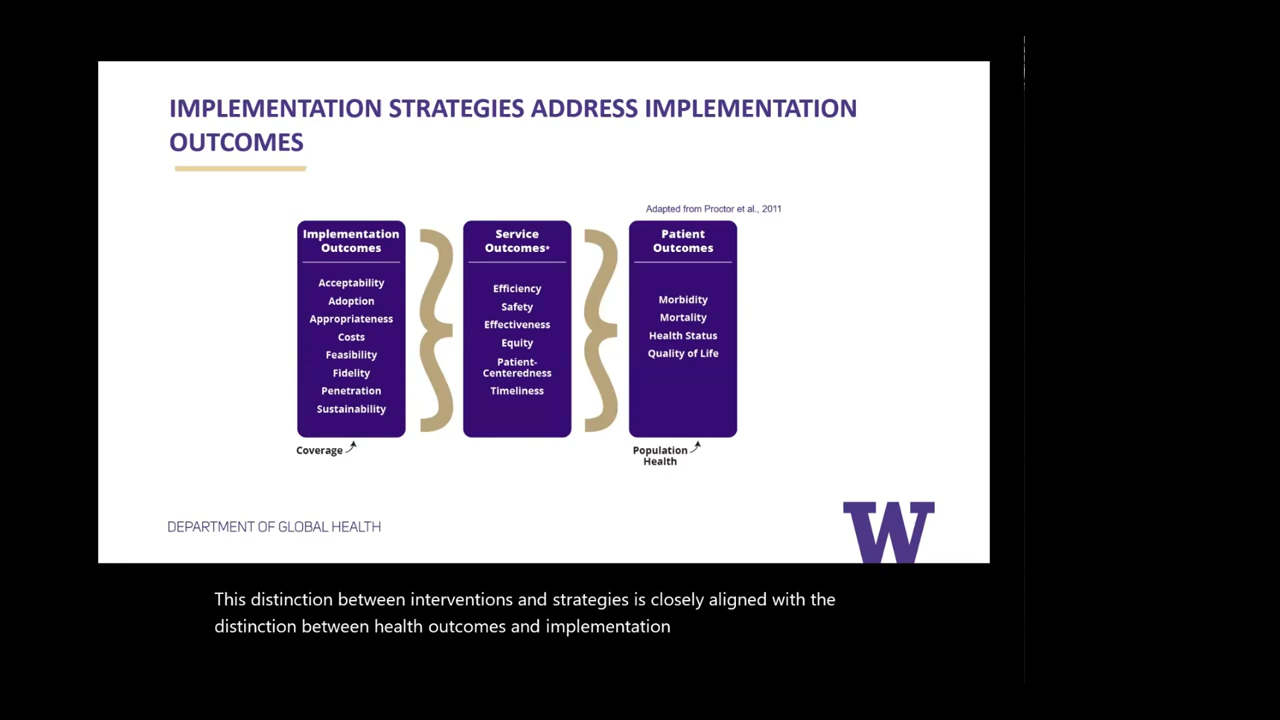 IMPLEMENTATION STRATEGIES ADDRESS IMPLEMENTATION
OUTCOMES
Adapted from Proctor et al., 2011
Implementation
Outcomes
Acceptability
Adoption
Appropriateness
Costs
Feasibility
Fidelity
Penetration
Sustainability
Coverage
Service
Outcomes*
Efficiency
Safety
Effectiveness
Equity
Patient-
Centeredness
Timeliness
Patient
Outcomes
Morbidity
Mortality
Health Status
Quality of Life
Population
Health
DEPARTMENT OF GLOBAL HEALTH
W
This distinction between interventions and strategies is closely aligned with the
distinction between health outcomes and implementation